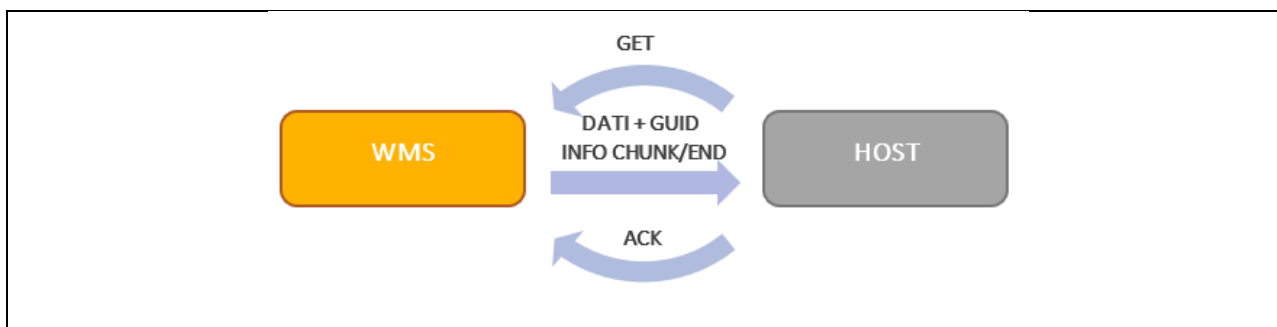 GET
WMS
DATI + GUID
INFO CHUNK/END
HOST
ACK